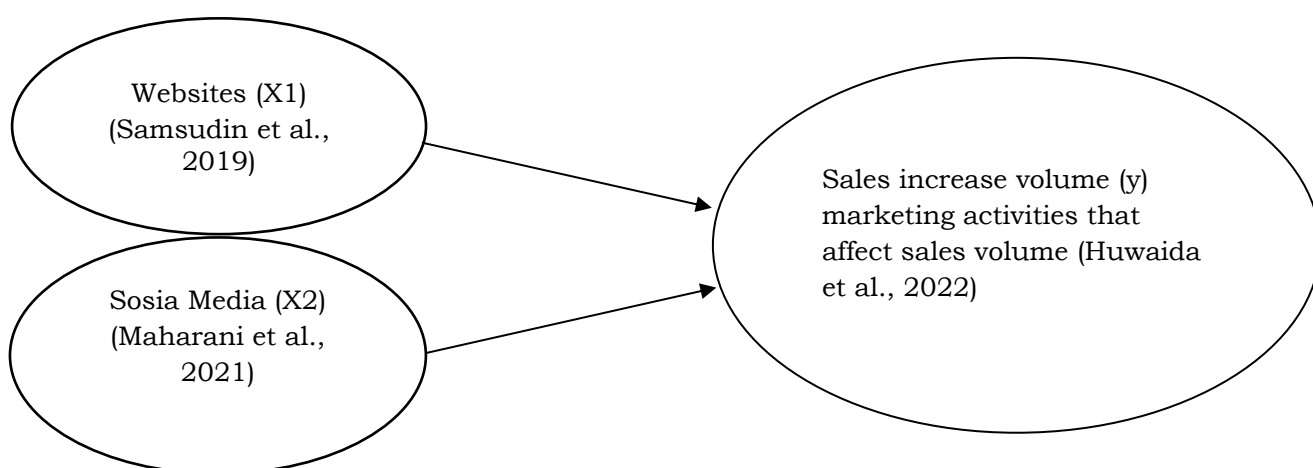 Websites (X1)
(Samsudin et al.,
2019)
Sosia Media (X2)
(Maharani et al.,
2021)
Sales increase volume (y)
marketing activities that
affect sales volume (Huwaida
et al., 2022)